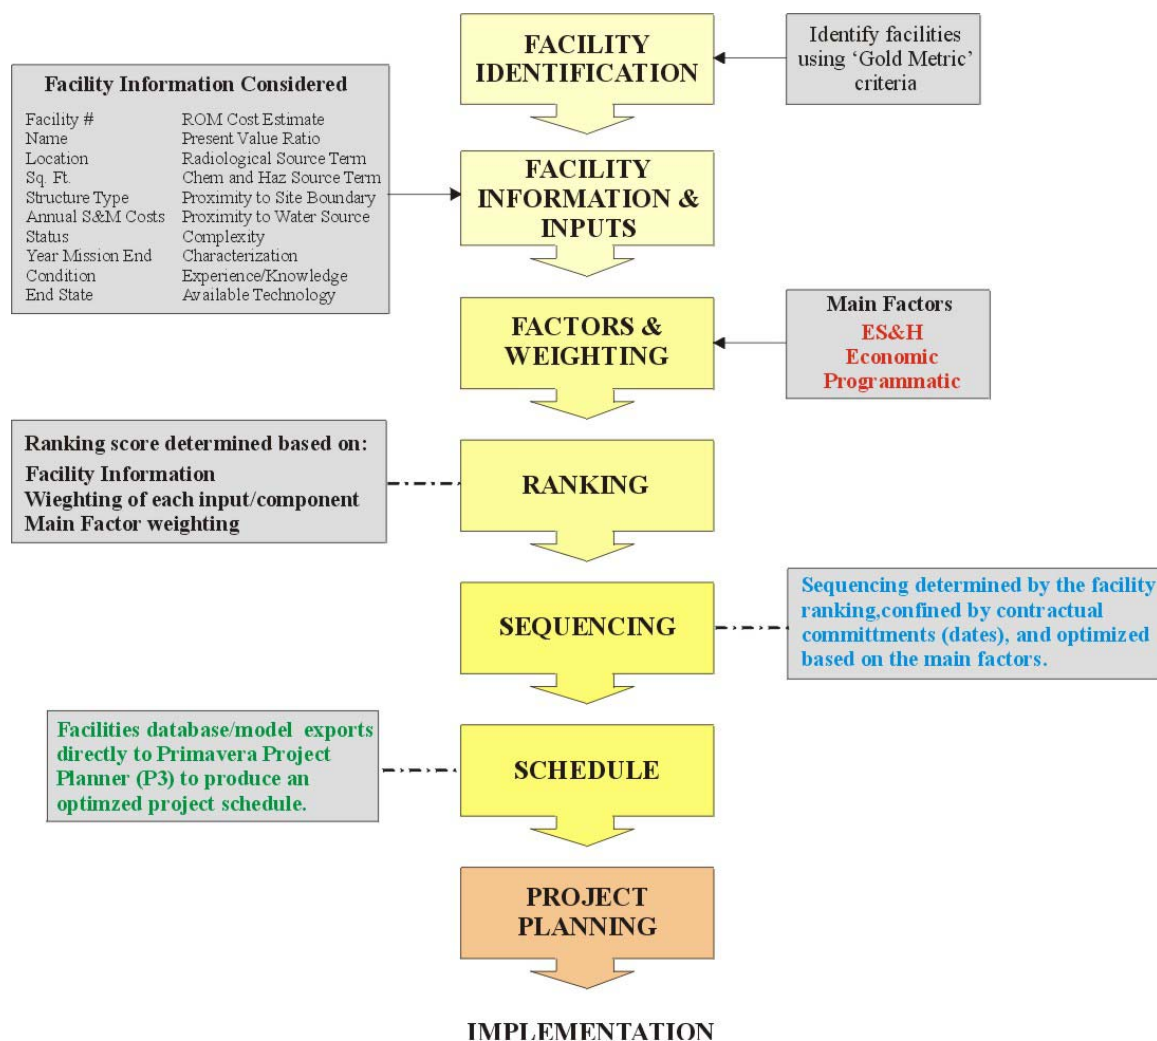 FACILITY
IDENTIFICATION
Identify facilities
using ‘Gold Metric’
criteria
Facility Information Considered
Facility # ROM Cost Estimate
Name Present Value Ratio
Location Radiological Source Term
Sq. Ft. Chem and Haz Source Term
Structure Type Proximity to Site Boundary
Annual S&M Costs Proximity to Water Source
Status Complexity
Year Mission End Characterization
Condition Experience/Knowledge
End State Available Technology
FACILITY
INFORMATION &
INPUTS
FACTORS &
WEIGHTING
Main Factors
ES&H
Economic
Programmatic
Ranking score determined based on:
Facility Information
Wieghting of each input/component
Main Factor weighting
RANKING
SEQUENCING
Sequencing determined by the facility
ranking,confined by contractual
committments (dates), and optimized
based on the main factors.
Facilities database/model exports
directly to Primavera Project
Planner (P3) to produce an
optimzed project schedule.
SCHEDULE
PROJECT
PLANNING
IMPLEMENTATION